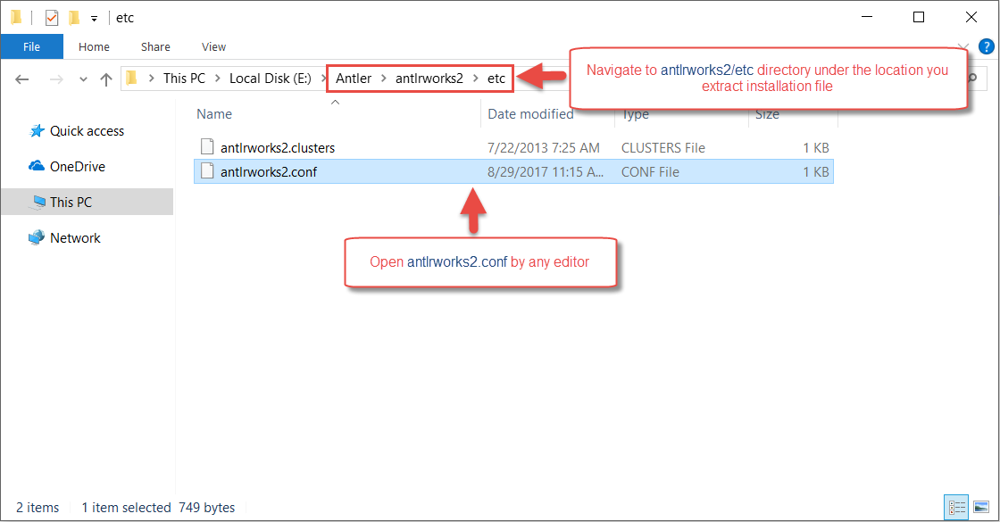 etc
File Home Share View ?
This PC Local Disk (E:) Antler antlrworks2 etc
Navigate to antlrworks2/etc directory under the location you
extract installation file
Name Date modified Type Size
Quick access
OneDrive
This PC
Network
antlrworks2.clusters 7/22/2013 7:25 AM CLUSTERS File 1 KB
antlrworks2.conf 8/29/2017 11:15 A... CONF File 1 KB
Open antlrworks2.conf by any editor
2 items 1 item selected 749 bytes